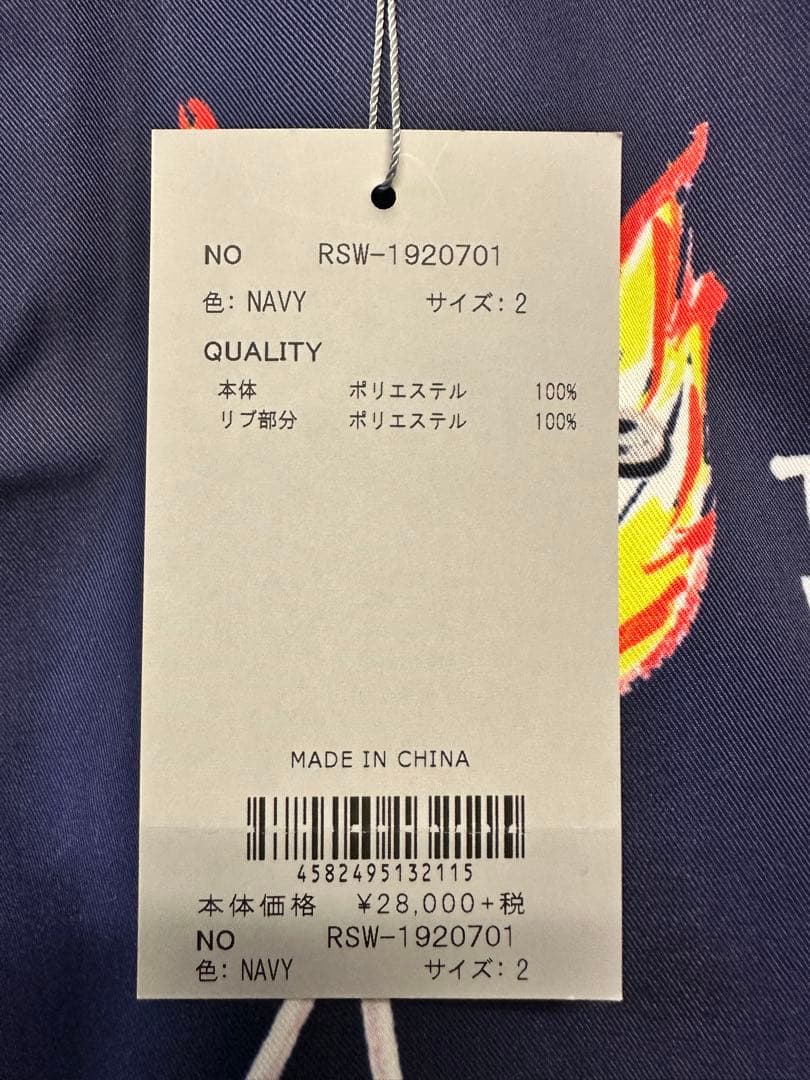 NO RSW-1920701
色: NAVY サイズ: 2
QUALITY
本体 ポリエステル 100%
リブ部分 ポリエステル 100%
MADE IN CHINA
4582495132115
本体価格 ¥28,000+税
NO RSW-1920701
色: NAVY サイズ: 2